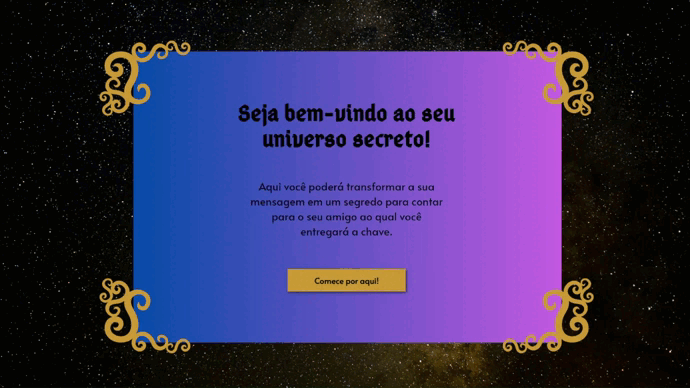 Seja bem-vindo ao seu
universo secreto!
Aqui você poderá transformar a sua
mensagem em um segredo para contar
para o seu amigo ao qual você
entregará a chave.
Comece por aqui!